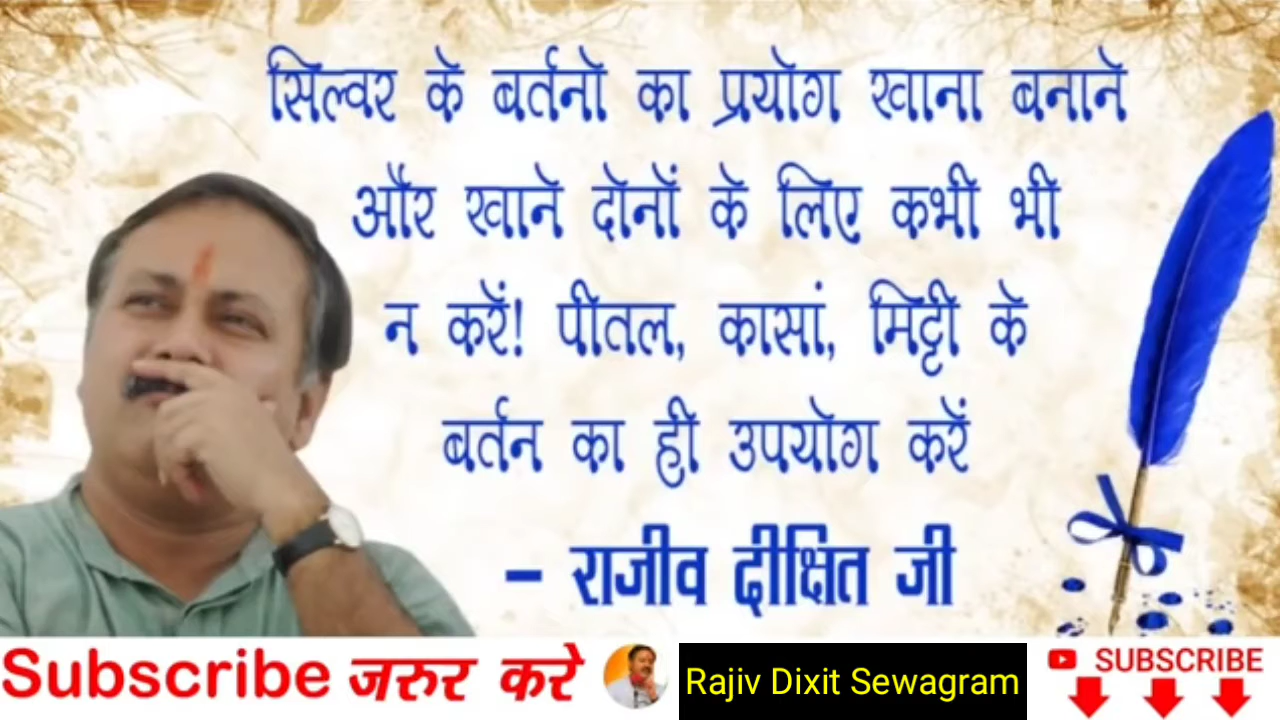 सिल्वर के बर्तनो का प्रयोग खाना बनाने
और खाने दोनों के लिए कभी भी
न करें! पीतल, कासां, मिट्टी के
बर्तन का ही उपयोग करें
- राजीव दीक्षित जी
Subscribe जरुर करे
Rajiv Dixit Sewagram
SUBSCRIBE